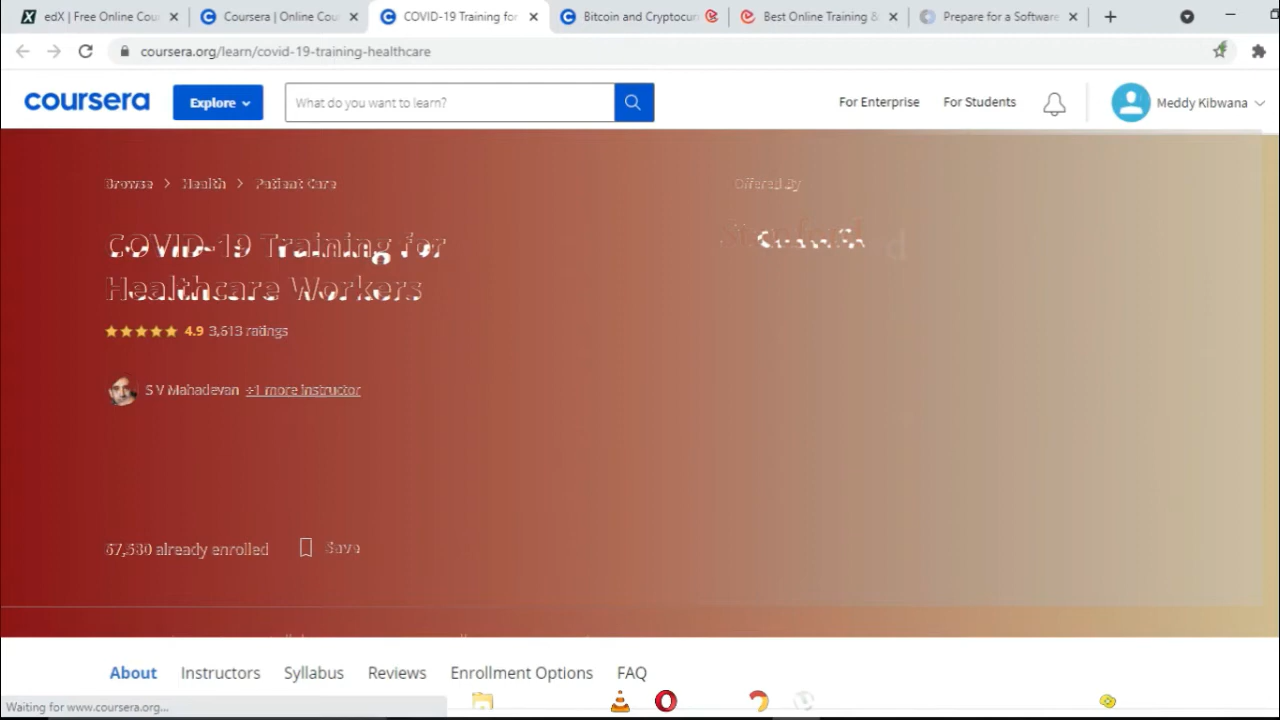 edX | Free Online Cou
Coursera | Online Cou
COVID-19 Training for
Bitcoin and Cryptocur
Best Online Training &
Prepare for a Software
coursera.org/learn/covid-19-training-healthcare
coursera
Explore
What do you want to learn?
For Enterprise
For Students
Meddy Kibwana
Browse > Health > Patient Care
Offered By
COVID-19 Training for
Healthcare Workers
4.9 3,613 ratings
S V Mahadevan +1 more instructor
already enrolled
Save
About
Instructors
Syllabus
Reviews
Enrollment Options
FAQ
Waiting for www.coursera.org...